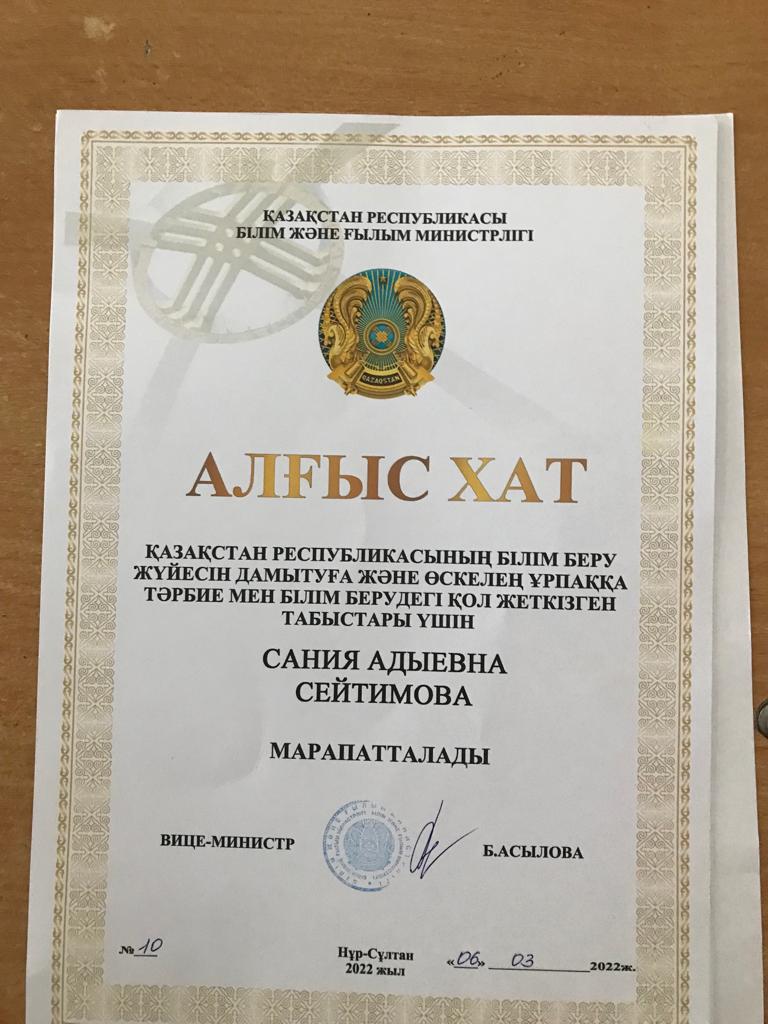 ҚАЗАҚСТАН РЕСПУБЛИКАСЫ
БІЛІМ ЖӘНЕ ҒЫЛЫМ МИНИСТРЛІГІ
QAZAQSTAN
АЛҒЫС ХАТ
ҚАЗАҚСТАН РЕСПУБЛИКАСЫНЫҢ БІЛІМ БЕРУ
ЖҮЙЕСІН ДАМЫТУҒА ЖӘНЕ ӨСКЕЛЕҢ ҰРПАҚҚА
ТӘРБИЕ МЕН БІЛІМ БЕРУДЕГІ ҚОЛ ЖЕТКІЗГЕН
ТАБЫСТАРЫ ҮШІН
САНИЯ АДЫЕВНА
СЕЙТИМОВА
МАРАПАТТАЛАДЫ
ВИЦЕ-МИНИСТР
Б.АСЫЛОВА
№ 10
Нұр-Сұлтан
2022 жыл
«06» 03 2022ж.